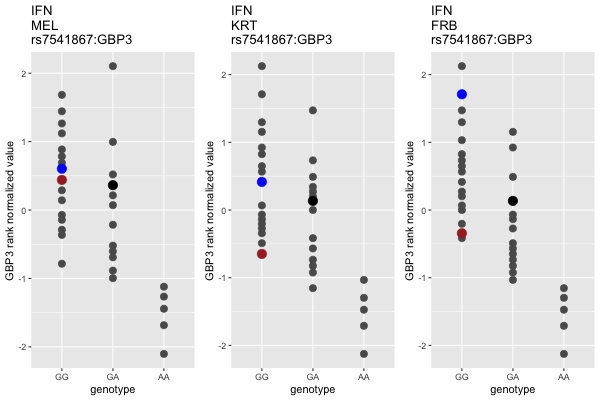 IFN
MEL
rs7541867:GBP3
GBP3 rank normalized value
2
1
0
-1
-2
GG
GA
AA
genotype
IFN
KRT
rs7541867:GBP3
GBP3 rank normalized value
2
1
0
-1
-2
GG
GA
AA
genotype
IFN
FRB
rs7541867:GBP3
GBP3 rank normalized value
2
1
0
-1
-2
GG
GA
AA
genotype